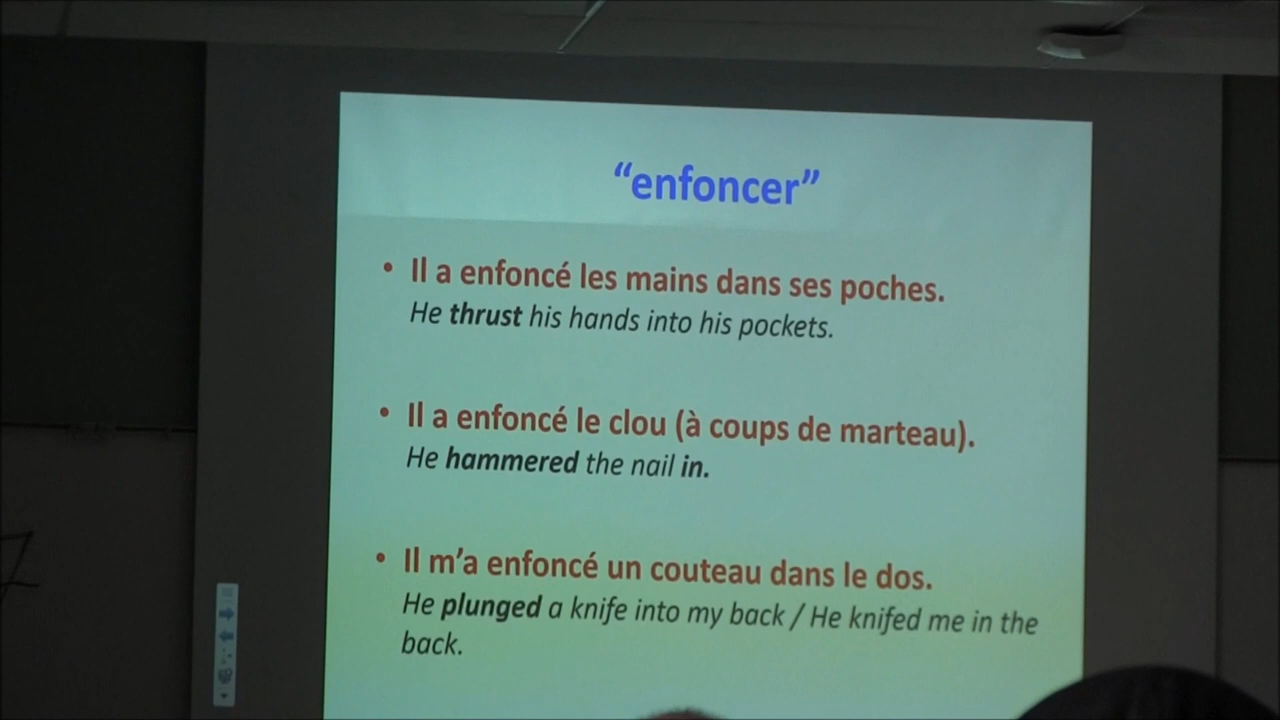 “enfoncer”
• Il a enfoncé les mains dans ses poches.
He thrust his hands into his pockets.
• Il a enfoncé le clou (à coups de marteau).
He hammered the nail in.
• Il m’a enfoncé un couteau dans le dos.
He plunged a knife into my back / He knifed me in the
back.